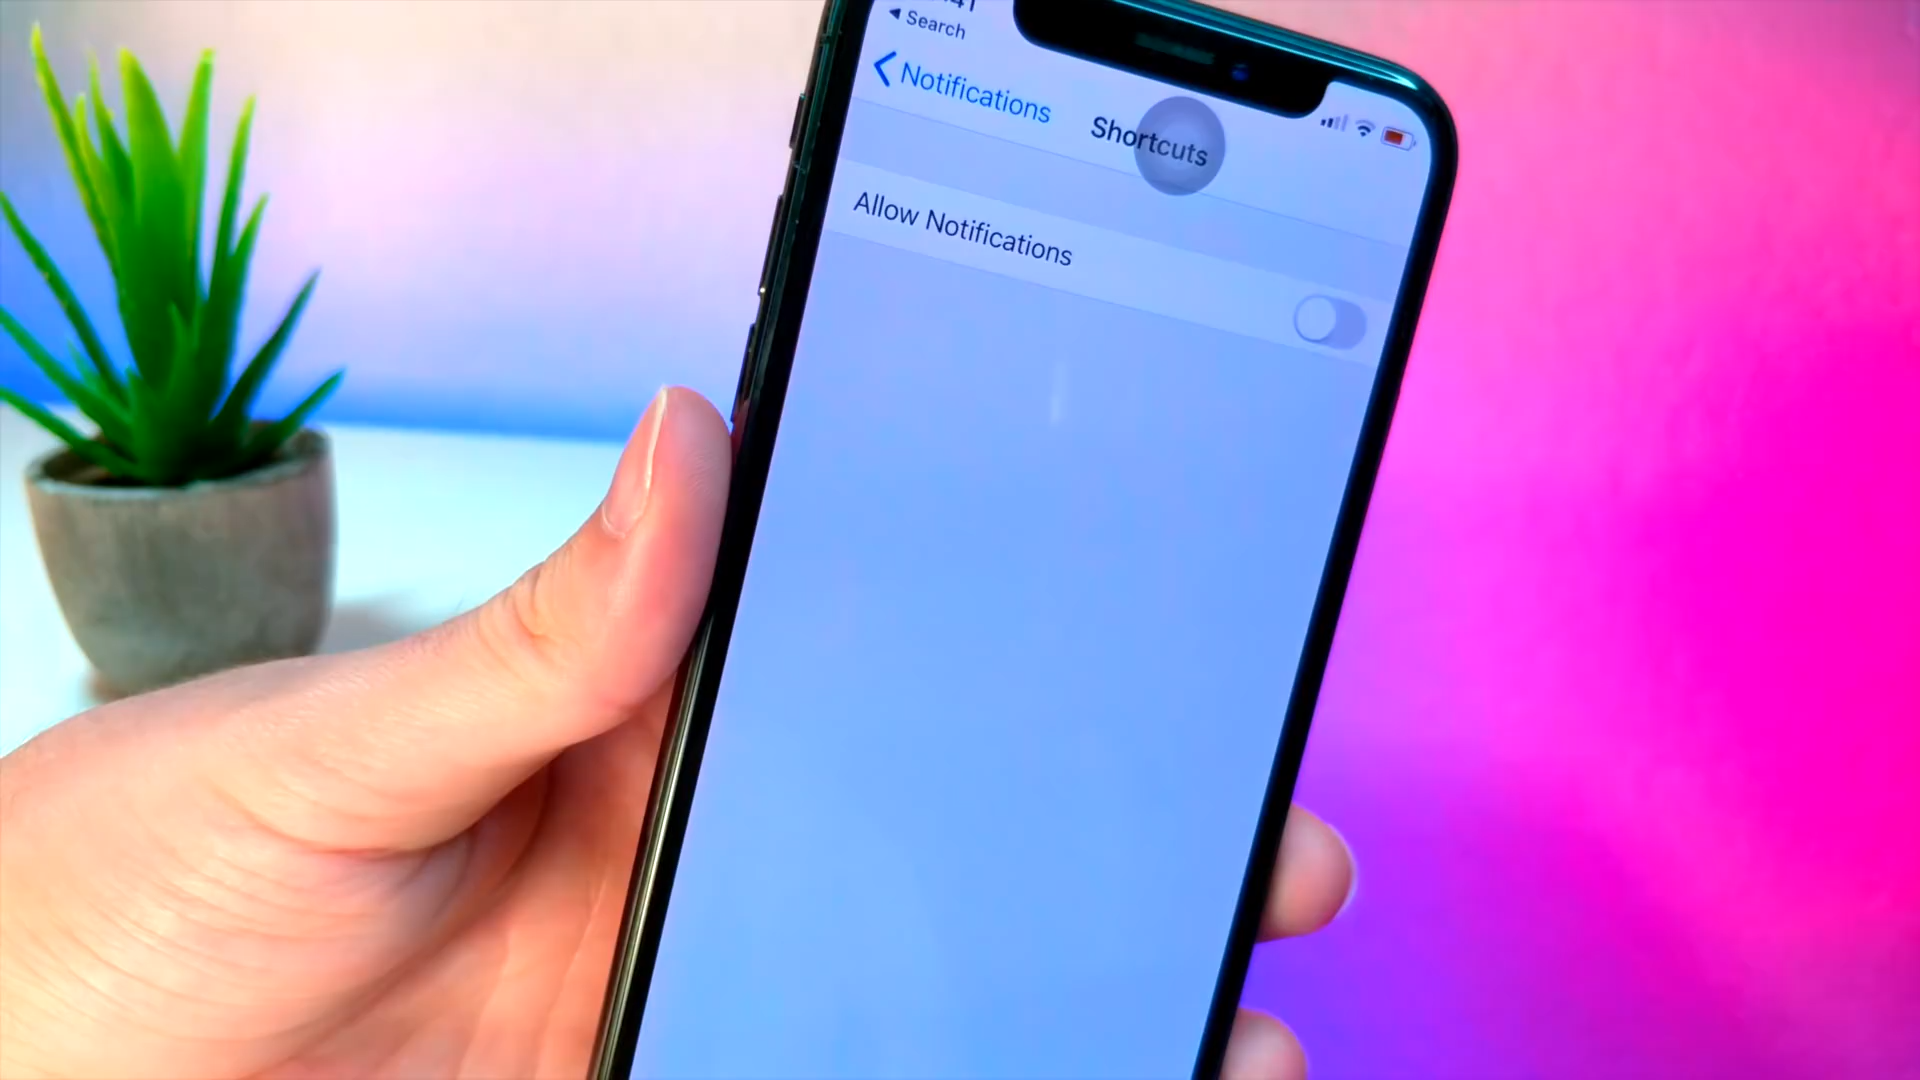 Search
Notifications
Shortcuts
Allow Notifications